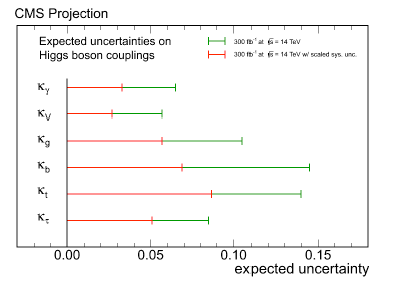 CMS Projection
Expected uncertainties on
Higgs boson couplings
300 fb⁻¹ at √s = 14 TeV
300 fb⁻¹ at √s = 14 TeV w/ scaled sys. unc.
κγ
κV
κg
κb
κt
κτ
0.00 0.05 0.10 0.15
expected uncertainty